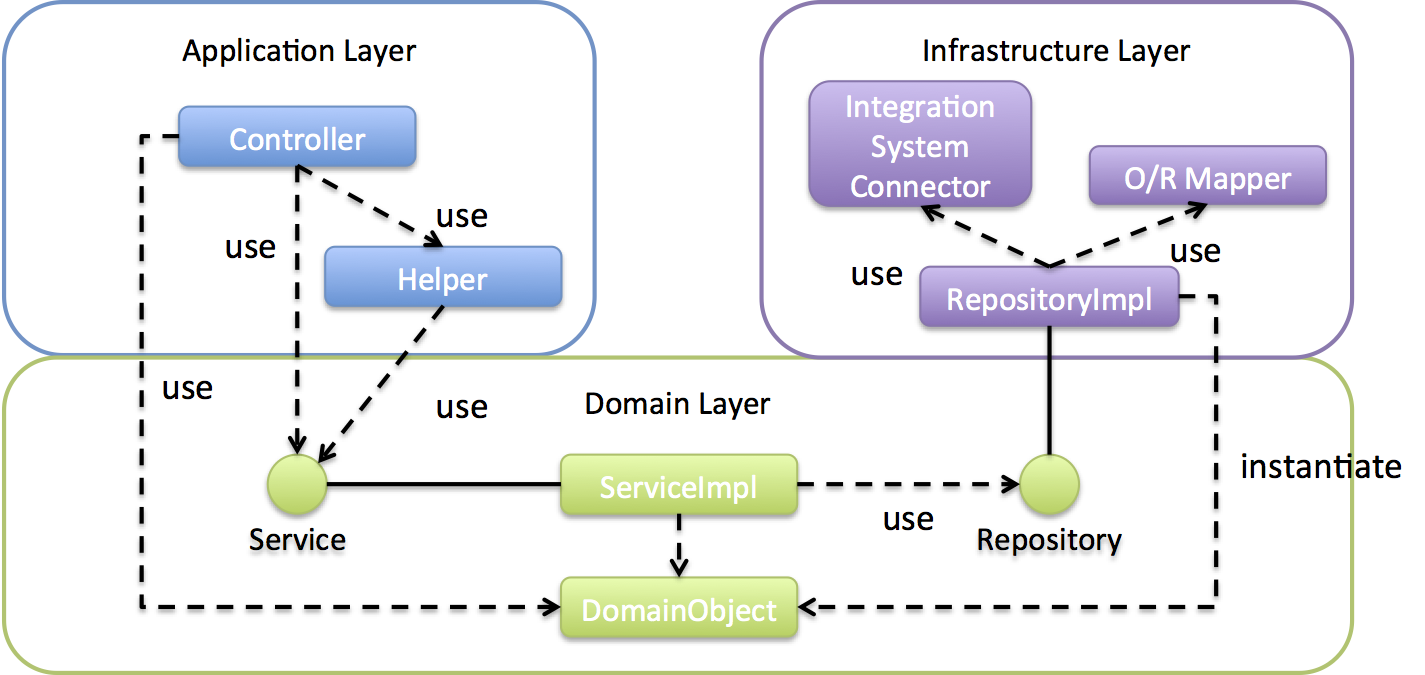 Application Layer
Infrastructure Layer
Controller
Integration
System
Connector
O/R Mapper
use
use
use
use
Helper
RepositoryImpl
use
use
Domain Layer
instantiate
ServiceImpl
use
Service
Repository
DomainObject